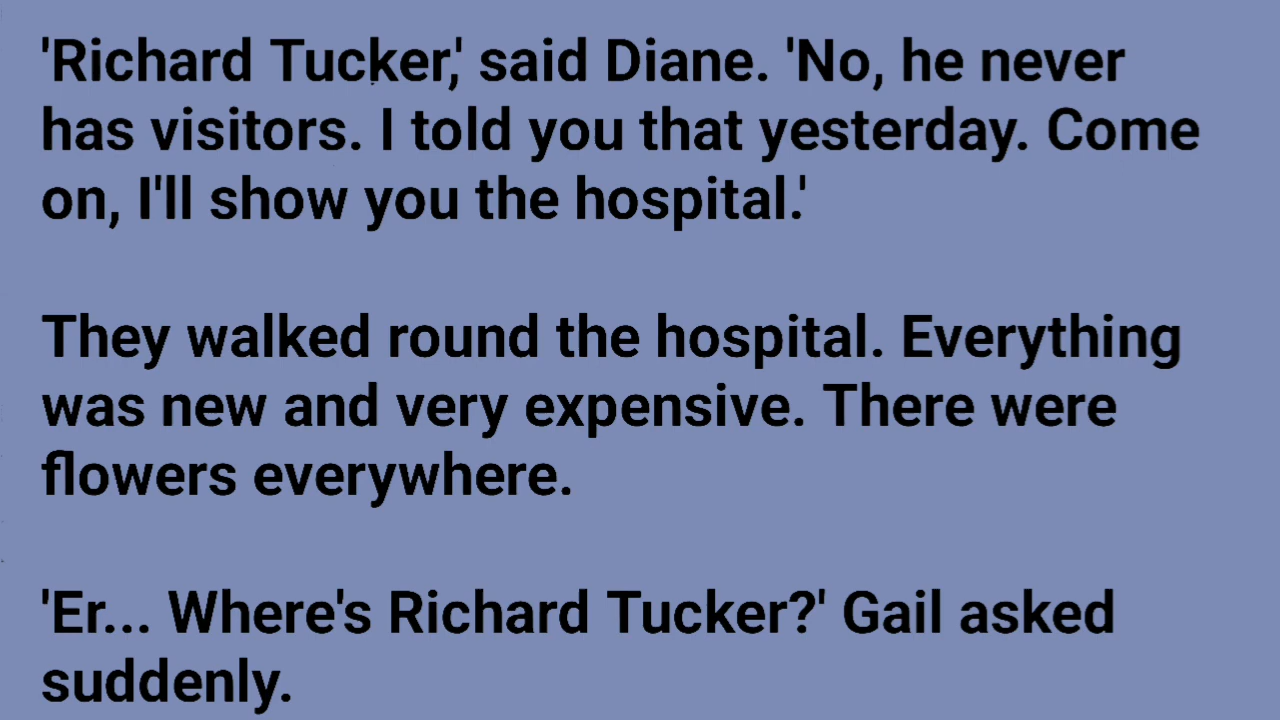 'Richard Tucker,' said Diane. 'No, he never
has visitors. I told you that yesterday. Come
on, I'll show you the hospital.'
They walked round the hospital. Everything
was new and very expensive. There were
flowers everywhere.
'Er... Where's Richard Tucker?' Gail asked
suddenly.